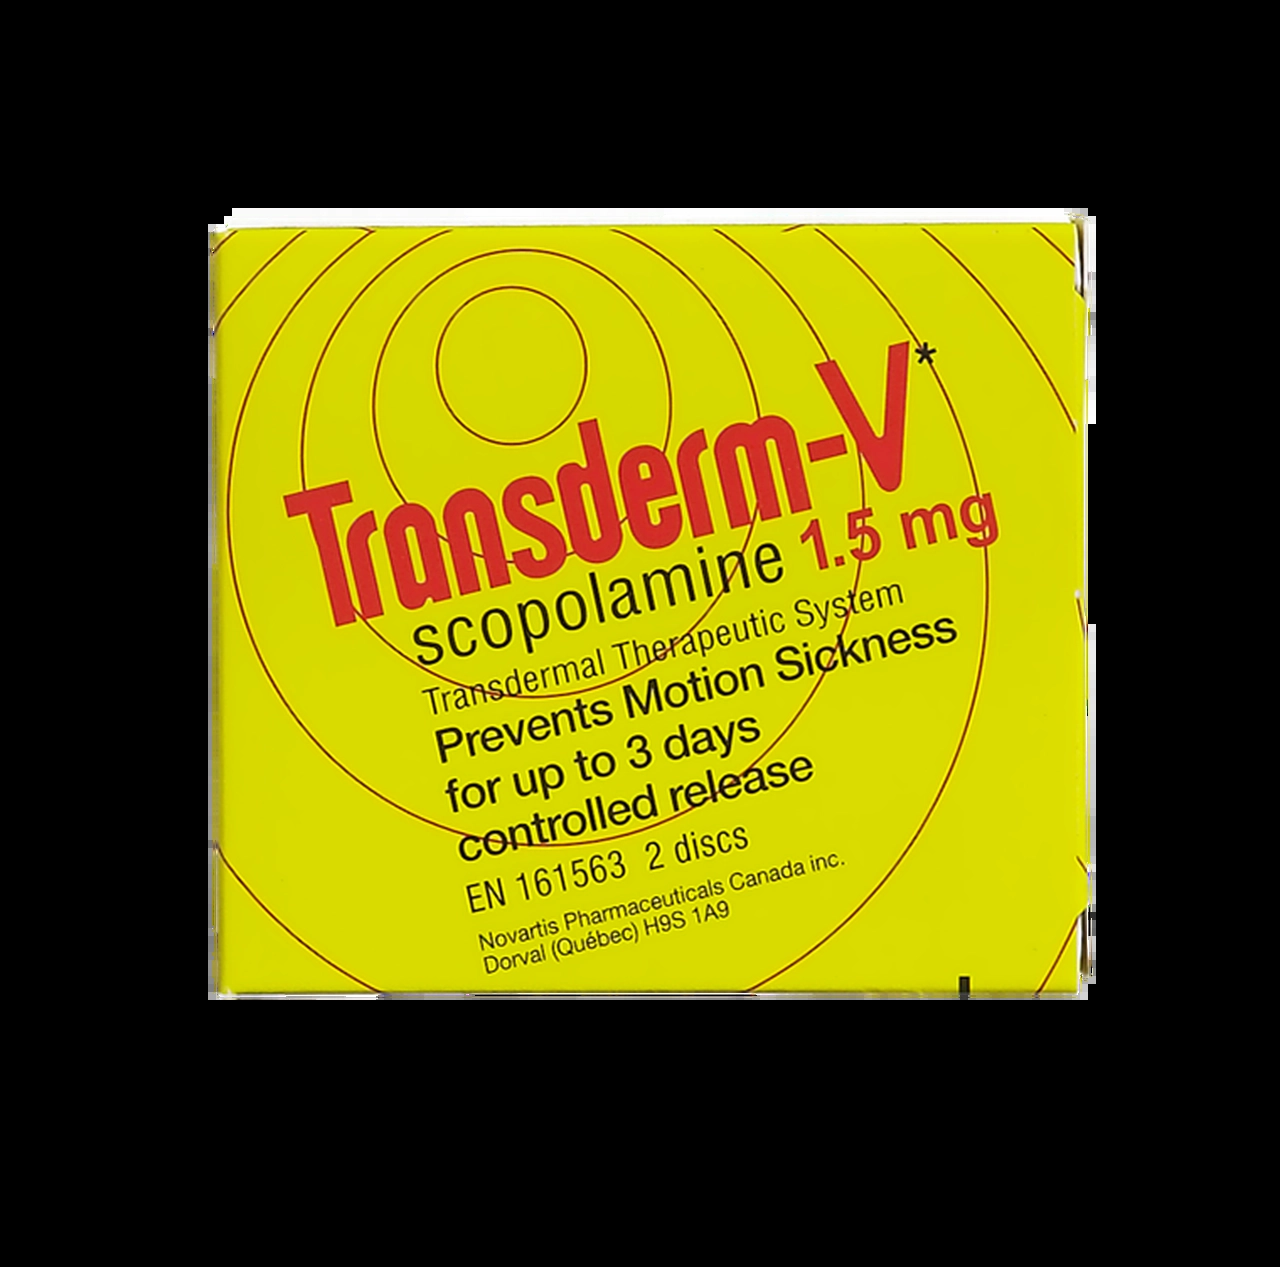 Transderm-V*
scopolamine 1.5 mg
Transdermal Therapeutic System
Prevents Motion Sickness
for up to 3 days
controlled release
EN 161563 2 discs
Novartis Pharmaceuticals Canada inc.
Dorval (Québec) H9S 1A9